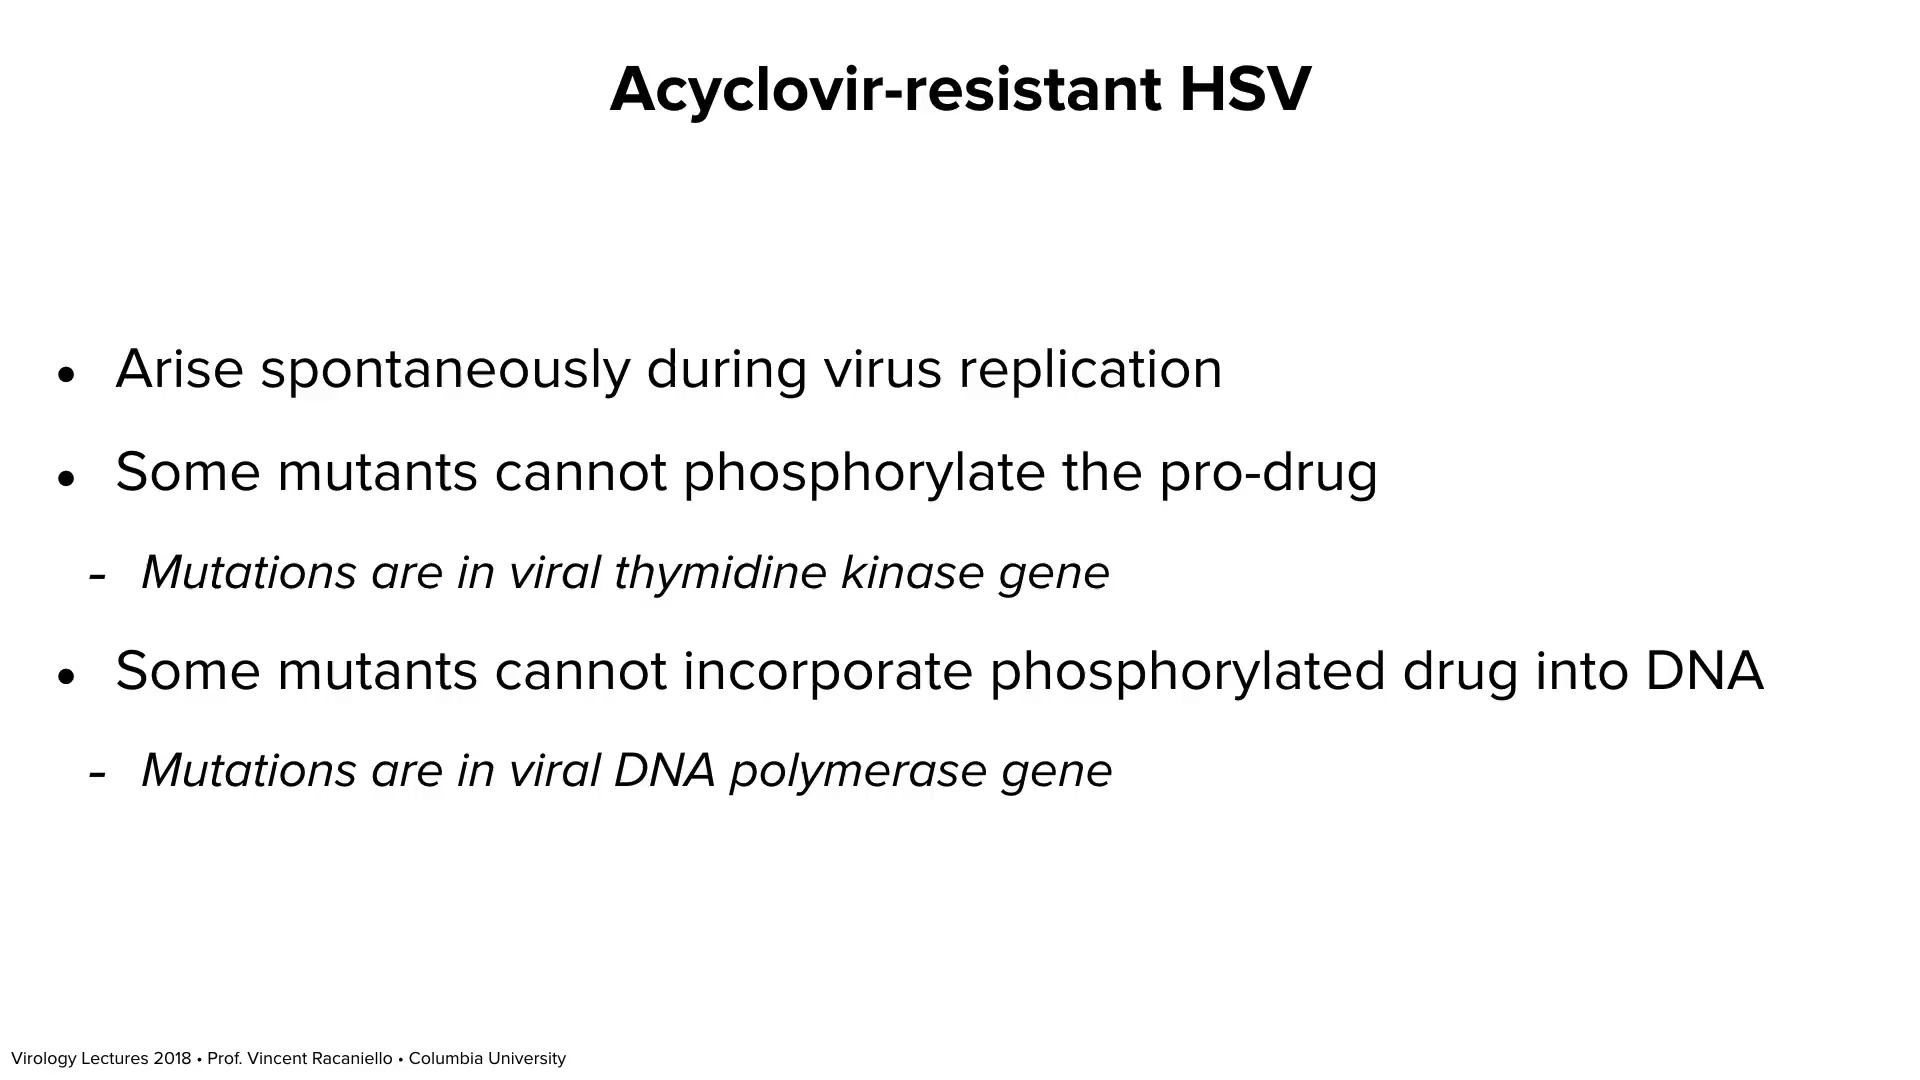 Acyclovir-resistant HSV
• Arise spontaneously during virus replication
• Some mutants cannot phosphorylate the pro-drug
- Mutations are in viral thymidine kinase gene
• Some mutants cannot incorporate phosphorylated drug into DNA
- Mutations are in viral DNA polymerase gene
Virology Lectures 2018 • Prof. Vincent Racaniello • Columbia University